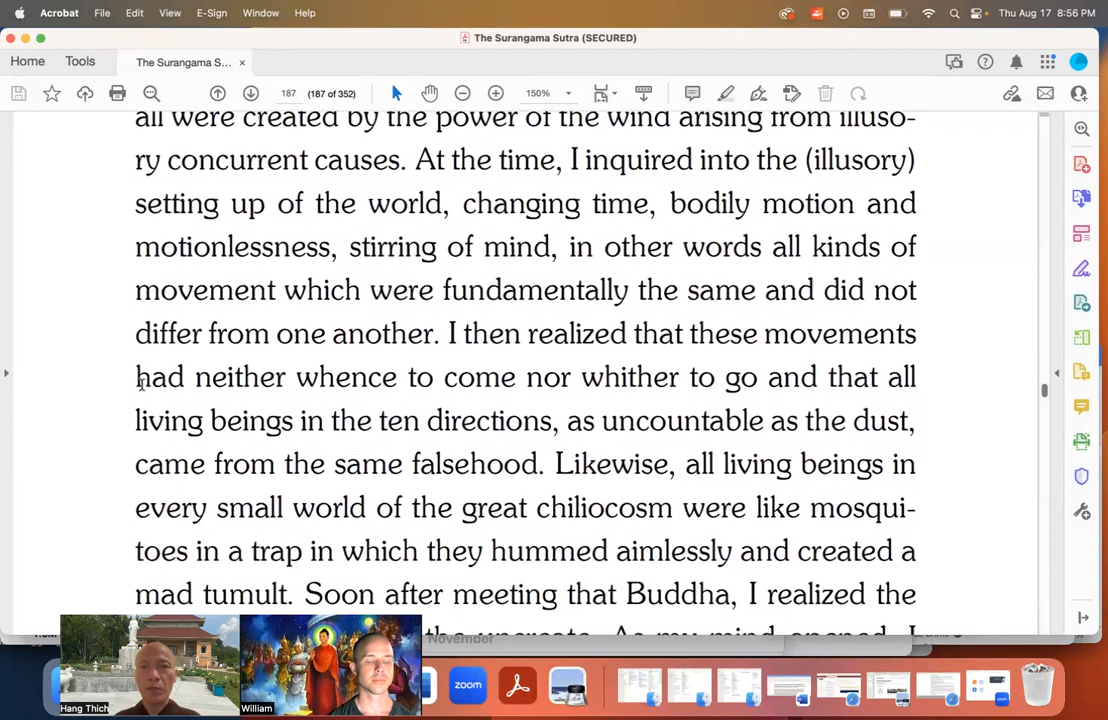 Acrobat File Edit View E-Sign Window Help Thu Aug 17 8:56 PM
The Surangama Sutra (SECURED)
Home Tools The Surangama S... ×
187 (187 of 352) 150%
all were created by the power of the wind arising from illuso-
ry concurrent causes. At the time, I inquired into the (illusory)
setting up of the world, changing time, bodily motion and
motionlessness, stirring of mind, in other words all kinds of
movement which were fundamentally the same and did not
differ from one another. I then realized that these movements
had neither whence to come nor whither to go and that all
living beings in the ten directions, as uncountable as the dust,
came from the same falsehood. Likewise, all living beings in
every small world of the great chiliocosm were like mosqui-
toes in a trap in which they hummed aimlessly and created a
mad tumult. Soon after meeting that Buddha, I realized the
November
zoom
Hang Thich
William